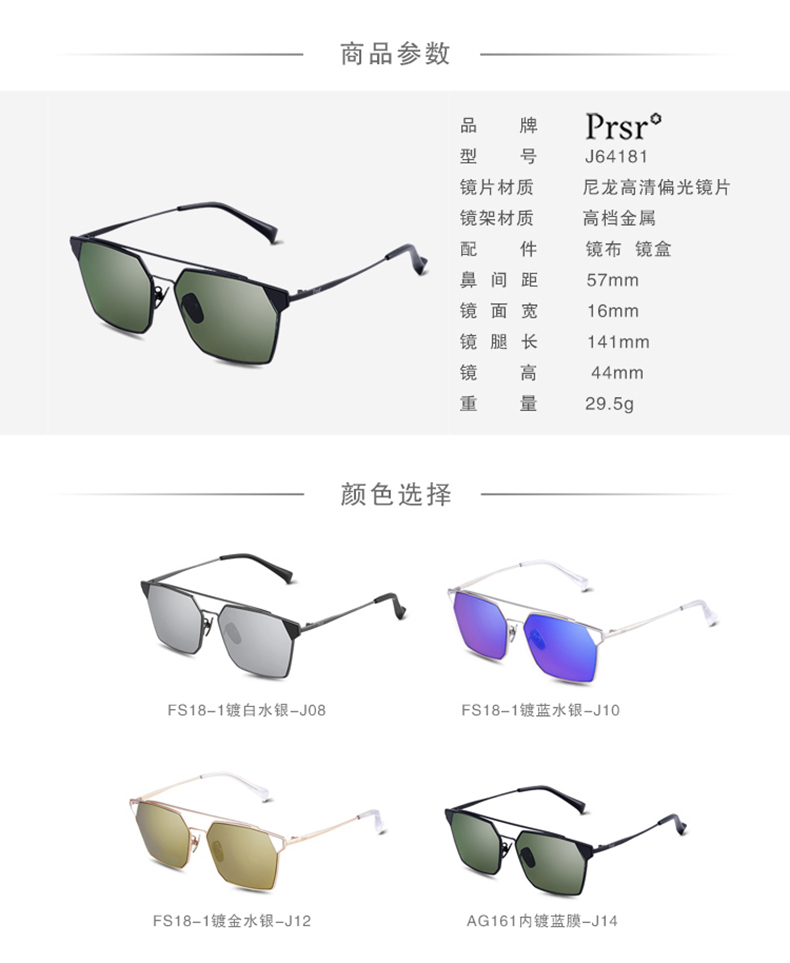 商品参数
品 牌 Prsr
型 号 J64181
镜片材质 尼龙高清偏光镜片
镜架材质 高档金属
配 件 镜布 镜盒
鼻 间 距 57mm
镜 面 宽 16mm
镜 腿 长 141mm
镜 高 44mm
重 量 29.5g
颜色选择
FS18-1镀白水银-J08 FS18-1镀蓝水银-J10
FS18-1镀金水银-J12 AG161内镀蓝膜-J14